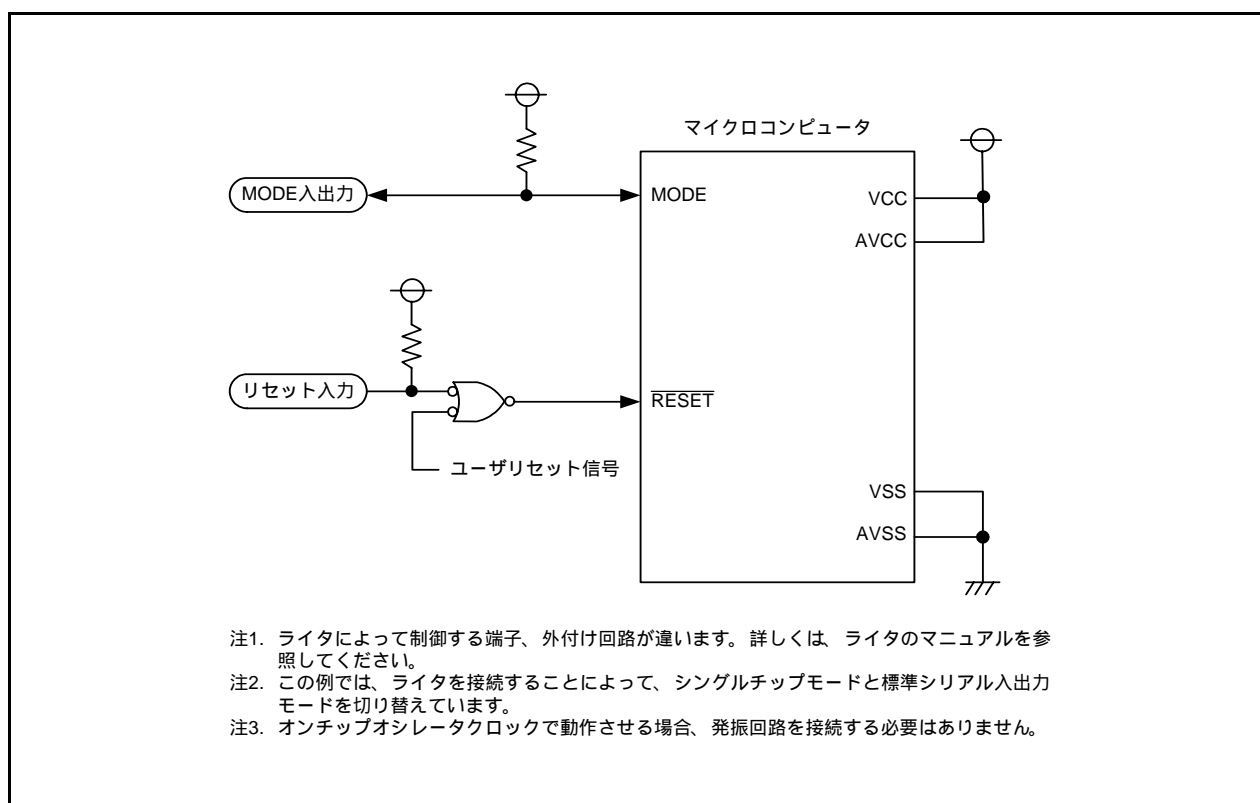 マイクロコンピュータ
MODE入出力
MODE
VCC
AVCC
リセット入力
RESET
ユーザリセット信号
VSS
AVSS
注1. ライタによって制御する端子、外付け回路が違います。詳しくは、ライタのマニュアルを参
照してください。
注2. この例では、ライタを接続することによって、シングルチップモードと標準シリアル入出力
モードを切り替えています。
注3. オンチップオシレータクロックで動作させる場合、発振回路を接続する必要はありません。